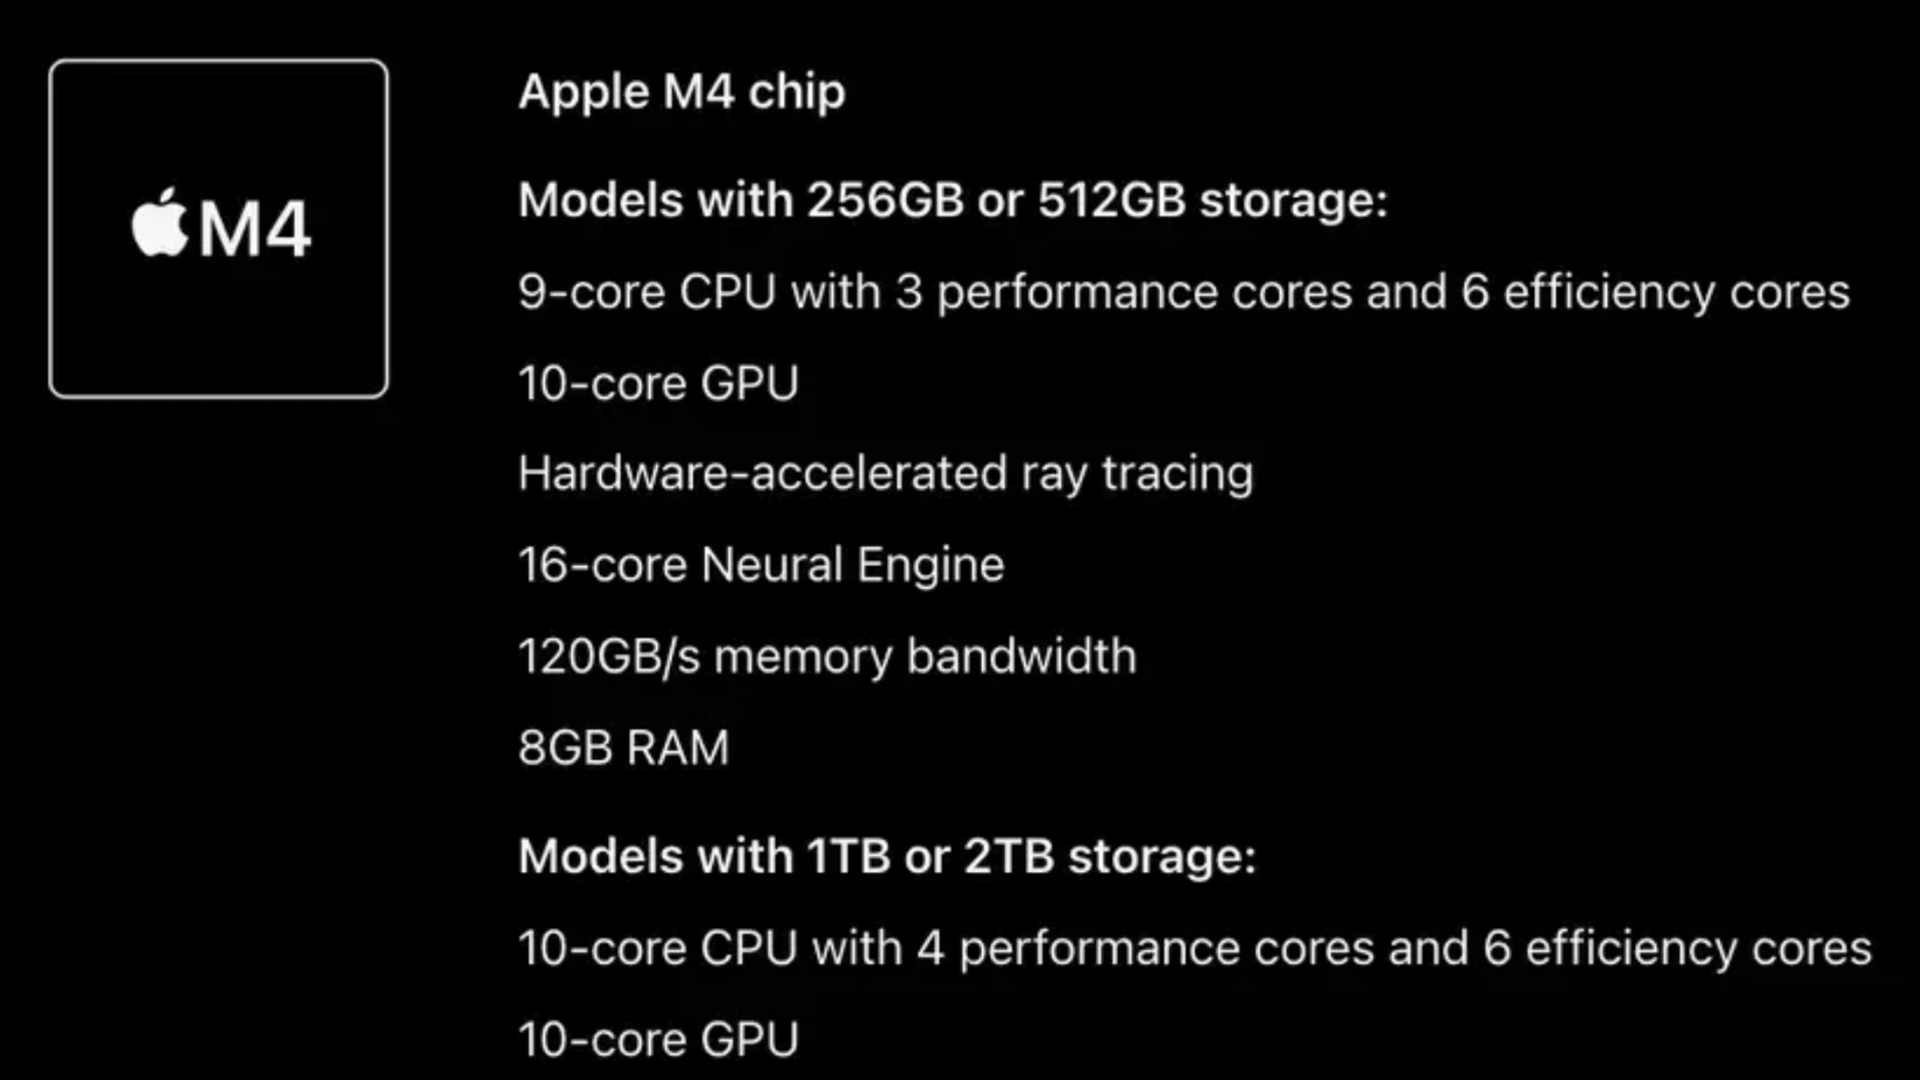 M4
Apple M4 chip
Models with 256GB or 512GB storage:
9-core CPU with 3 performance cores and 6 efficiency cores
10-core GPU
Hardware-accelerated ray tracing
16-core Neural Engine
120GB/s memory bandwidth
8GB RAM
Models with 1TB or 2TB storage:
10-core CPU with 4 performance cores and 6 efficiency cores
10-core GPU